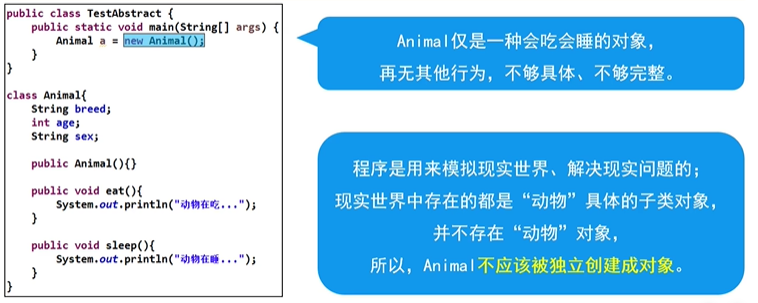 public class TestAbstract {
public static void main(String[] args) {
Animal a = new Animal();
}
}
class Animal{
String breed;
int age;
String sex;
public Animal(){}
public void eat(){
System.out.println("动物在吃...");
}
public void sleep(){
System.out.println("动物在睡...");
}
}
Animal仅是一种会吃会睡的对象，
再无其他行为，不够具体、不够完整。
程序是用来模拟现实世界、解决现实问题的；
现实世界中存在的都是“动物”具体的子类对象，
并不存在“动物”对象，
所以，Animal不应该被独立创建成对象。